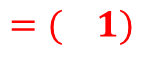 = ( 1)